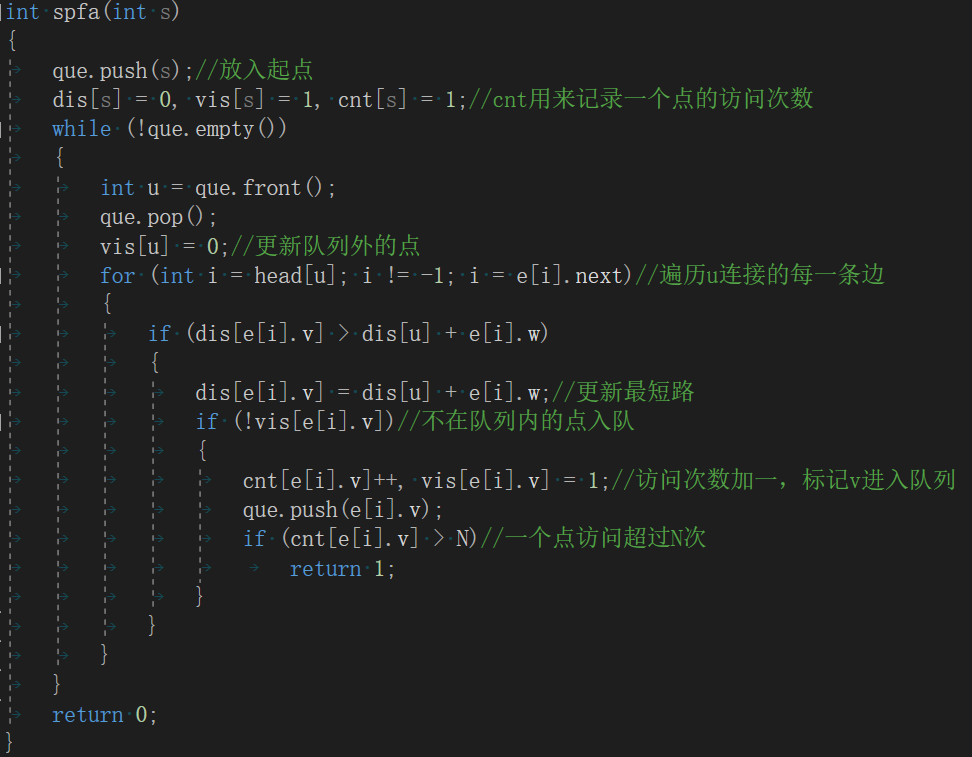 int spfa(int s)
{
que.push(s);//放入起点
dis[s] = 0, vis[s] = 1, cnt[s] = 1;//cnt用来记录一个点的访问次数
while (!que.empty())
{
int u = que.front();
que.pop();
vis[u] = 0;//更新队列外的点
for (int i = head[u]; i != -1; i = e[i].next)//遍历u连接的每一条边
{
if (dis[e[i].v] > dis[u] + e[i].w)
{
dis[e[i].v] = dis[u] + e[i].w;//更新最短路
if (!vis[e[i].v])//不在队列内的点入队
{
cnt[e[i].v]++, vis[e[i].v] = 1;//访问次数加一，标记v进入队列
que.push(e[i].v);
if (cnt[e[i].v] > N)//一个点访问超过N次
return 1;
}
}
}
}
return 0;
}